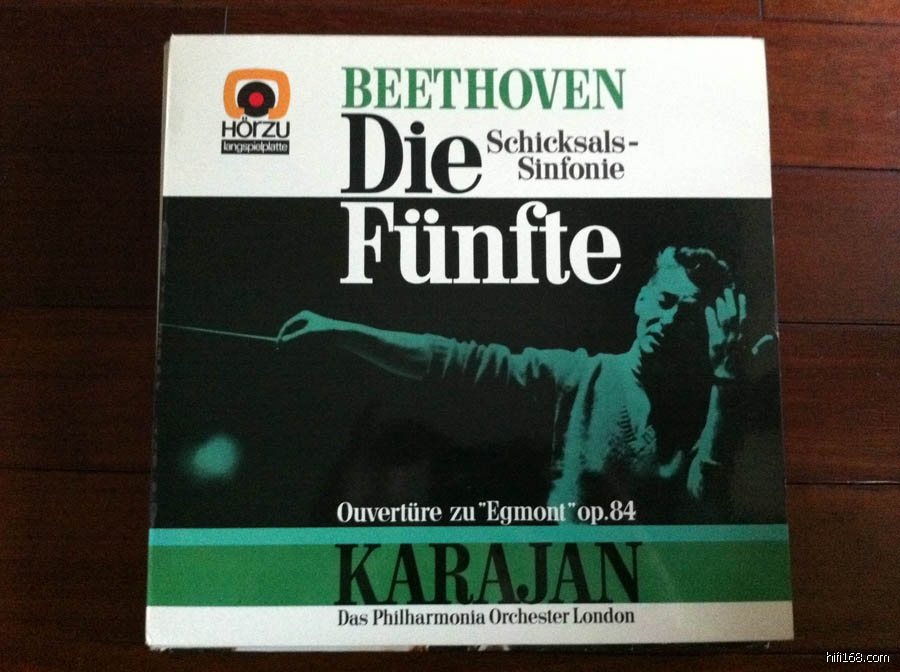 BEETHOVEN
HÖRZU
langspielplatte
Die Schicksals-
Sinfonie
Fünfte
Ouvertüre zu "Egmont" op.84
KARAJAN
Das Philharmonia Orchester London
hifi168.com